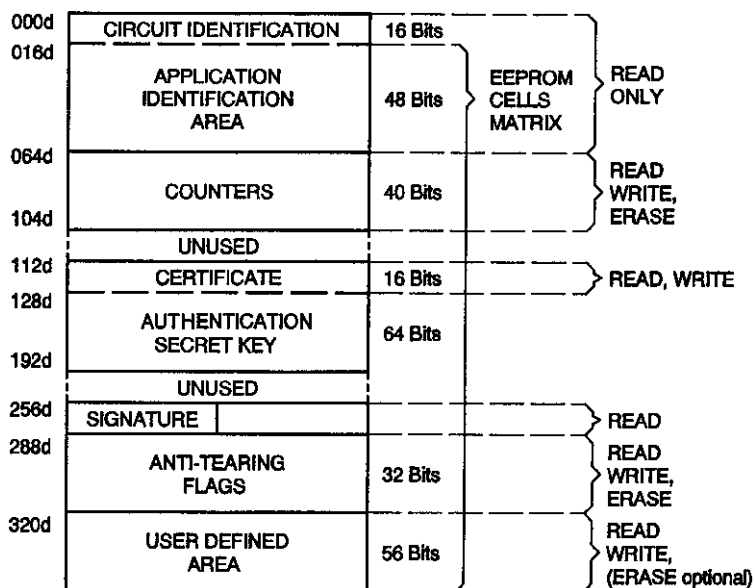 000d
CIRCUIT IDENTIFICATION
16 Bits
016d
APPLICATION
IDENTIFICATION
AREA
48 Bits
EEPROM
CELLS
MATRIX
READ
ONLY
064d
COUNTERS
40 Bits
READ
WRITE,
ERASE
104d
UNUSED
112d
CERTIFICATE
16 Bits
READ, WRITE
128d
AUTHENTICATION
SECRET KEY
64 Bits
192d
UNUSED
256d
SIGNATURE
READ
288d
ANTI-TEARING
FLAGS
32 Bits
READ
WRITE,
ERASE
320d
USER DEFINED
AREA
56 Bits
READ
WRITE,
(ERASE optional)